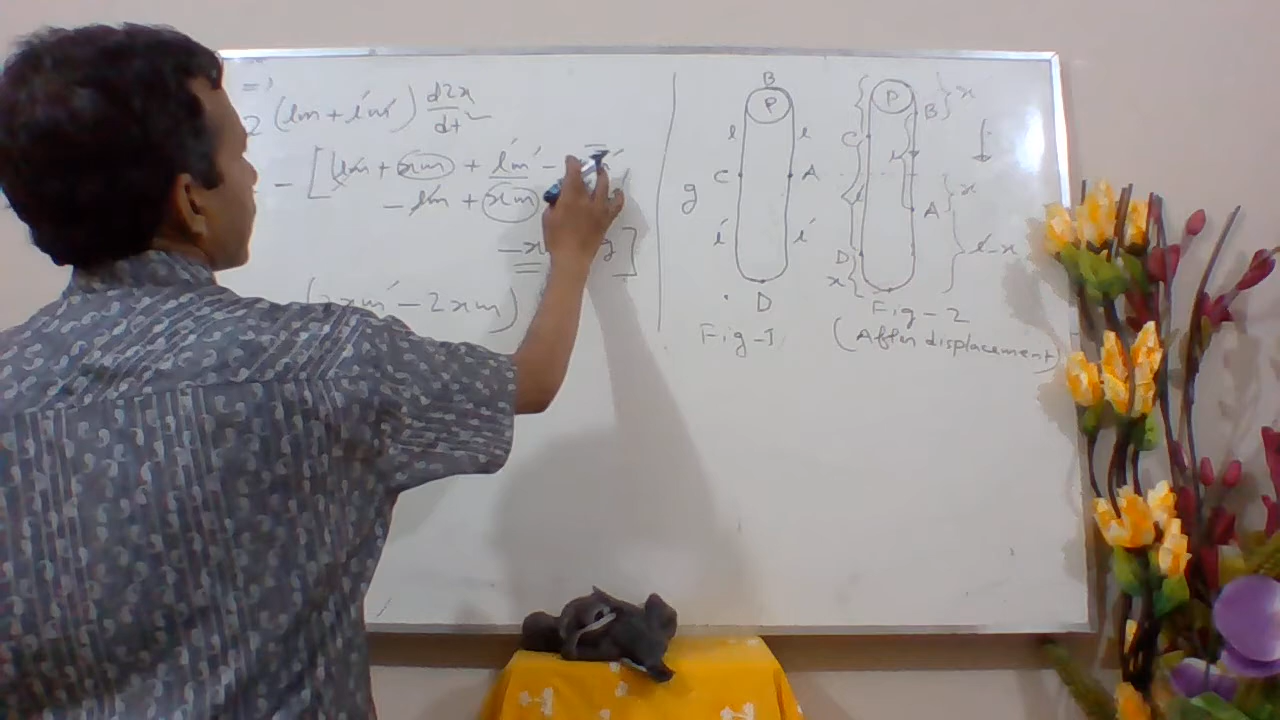 => 2 (lm + l'm') d2x/dt2
- [ lm + xm + l'm' -
- lm + xm
- x g ]
(2xm' - 2xm)
g
B
P
l l
C A
l' l'
D
Fig-1
P
x
B
C
l
l
x
A
D
x
l'-x
Fig-2
(After displacement)